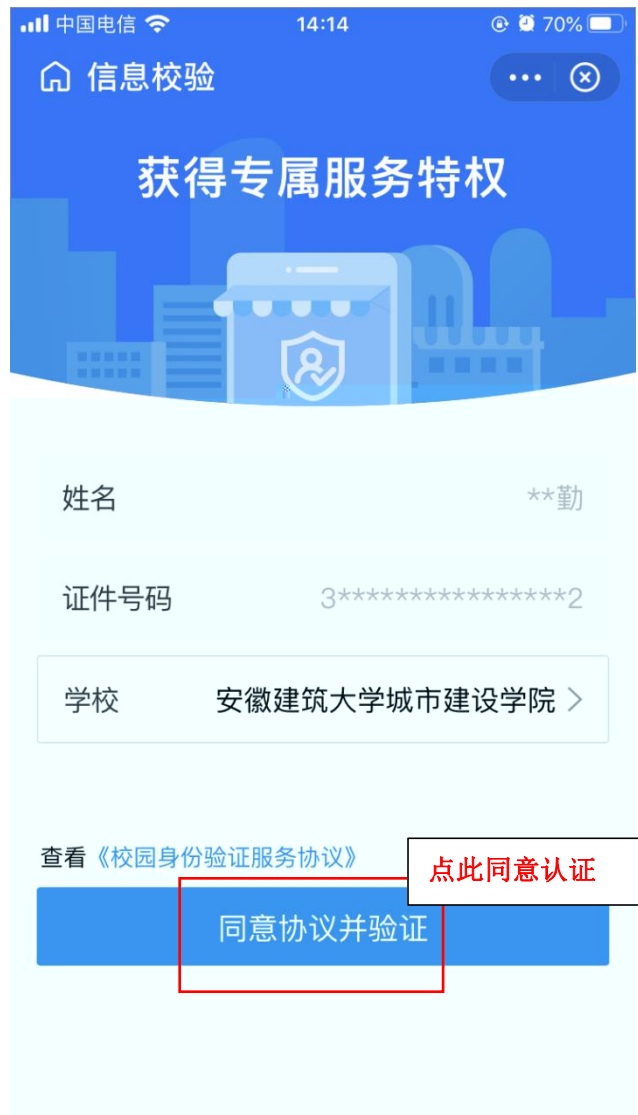 中国电信 14:14 70%
信息校验
获得专属服务特权
姓名 **勤
证件号码 3****************2
学校 安徽建筑大学城市建设学院
查看《校园身份验证服务协议》
点此同意认证
同意协议并验证